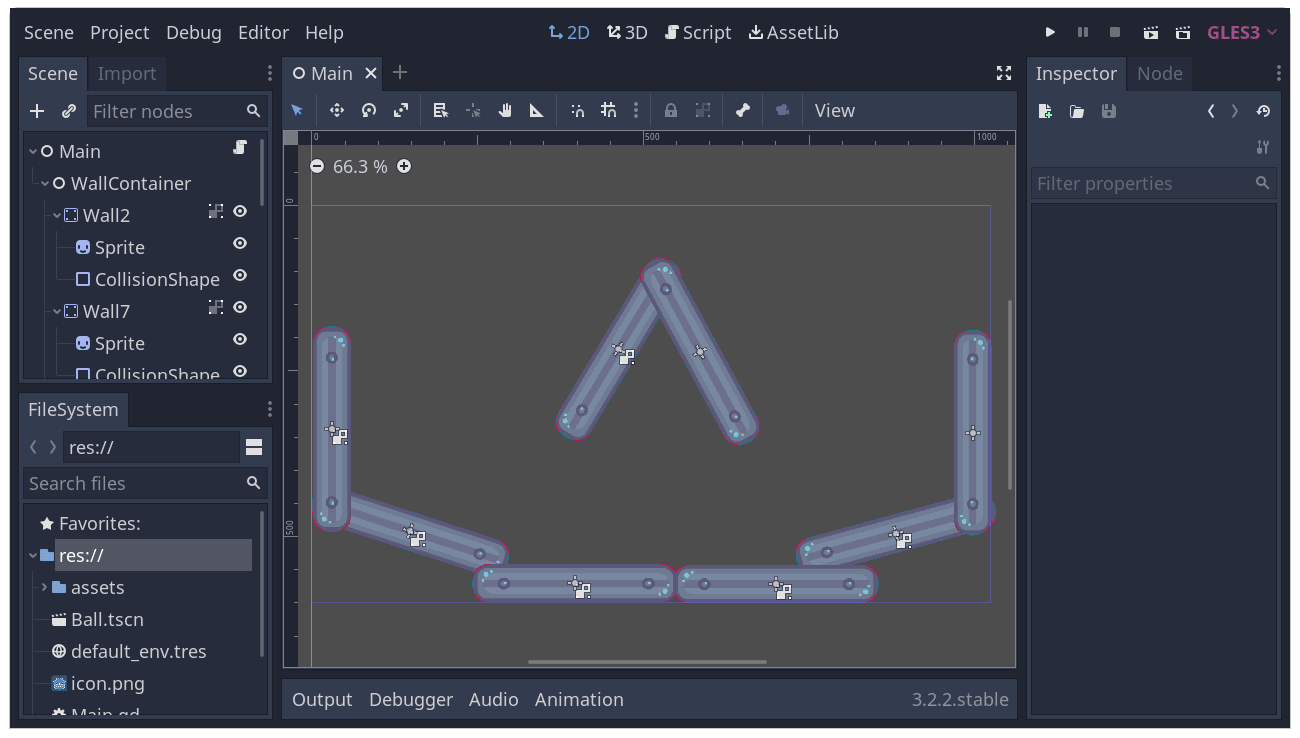 Scene Project Debug Editor Help 2D 3D Script AssetLib GLES3
Scene Import
Filter nodes
Main
WallContainer
Wall2
Sprite
CollisionShape
Wall7
Sprite
CollisionShape
FileSystem
res://
Search files
Favorites:
res://
assets
Ball.tscn
default_env.tres
icon.png
Main.gd
Main
View
0 500 1000
66.3 %
0
500
Output Debugger Audio Animation 3.2.2.stable
Inspector Node
Filter properties